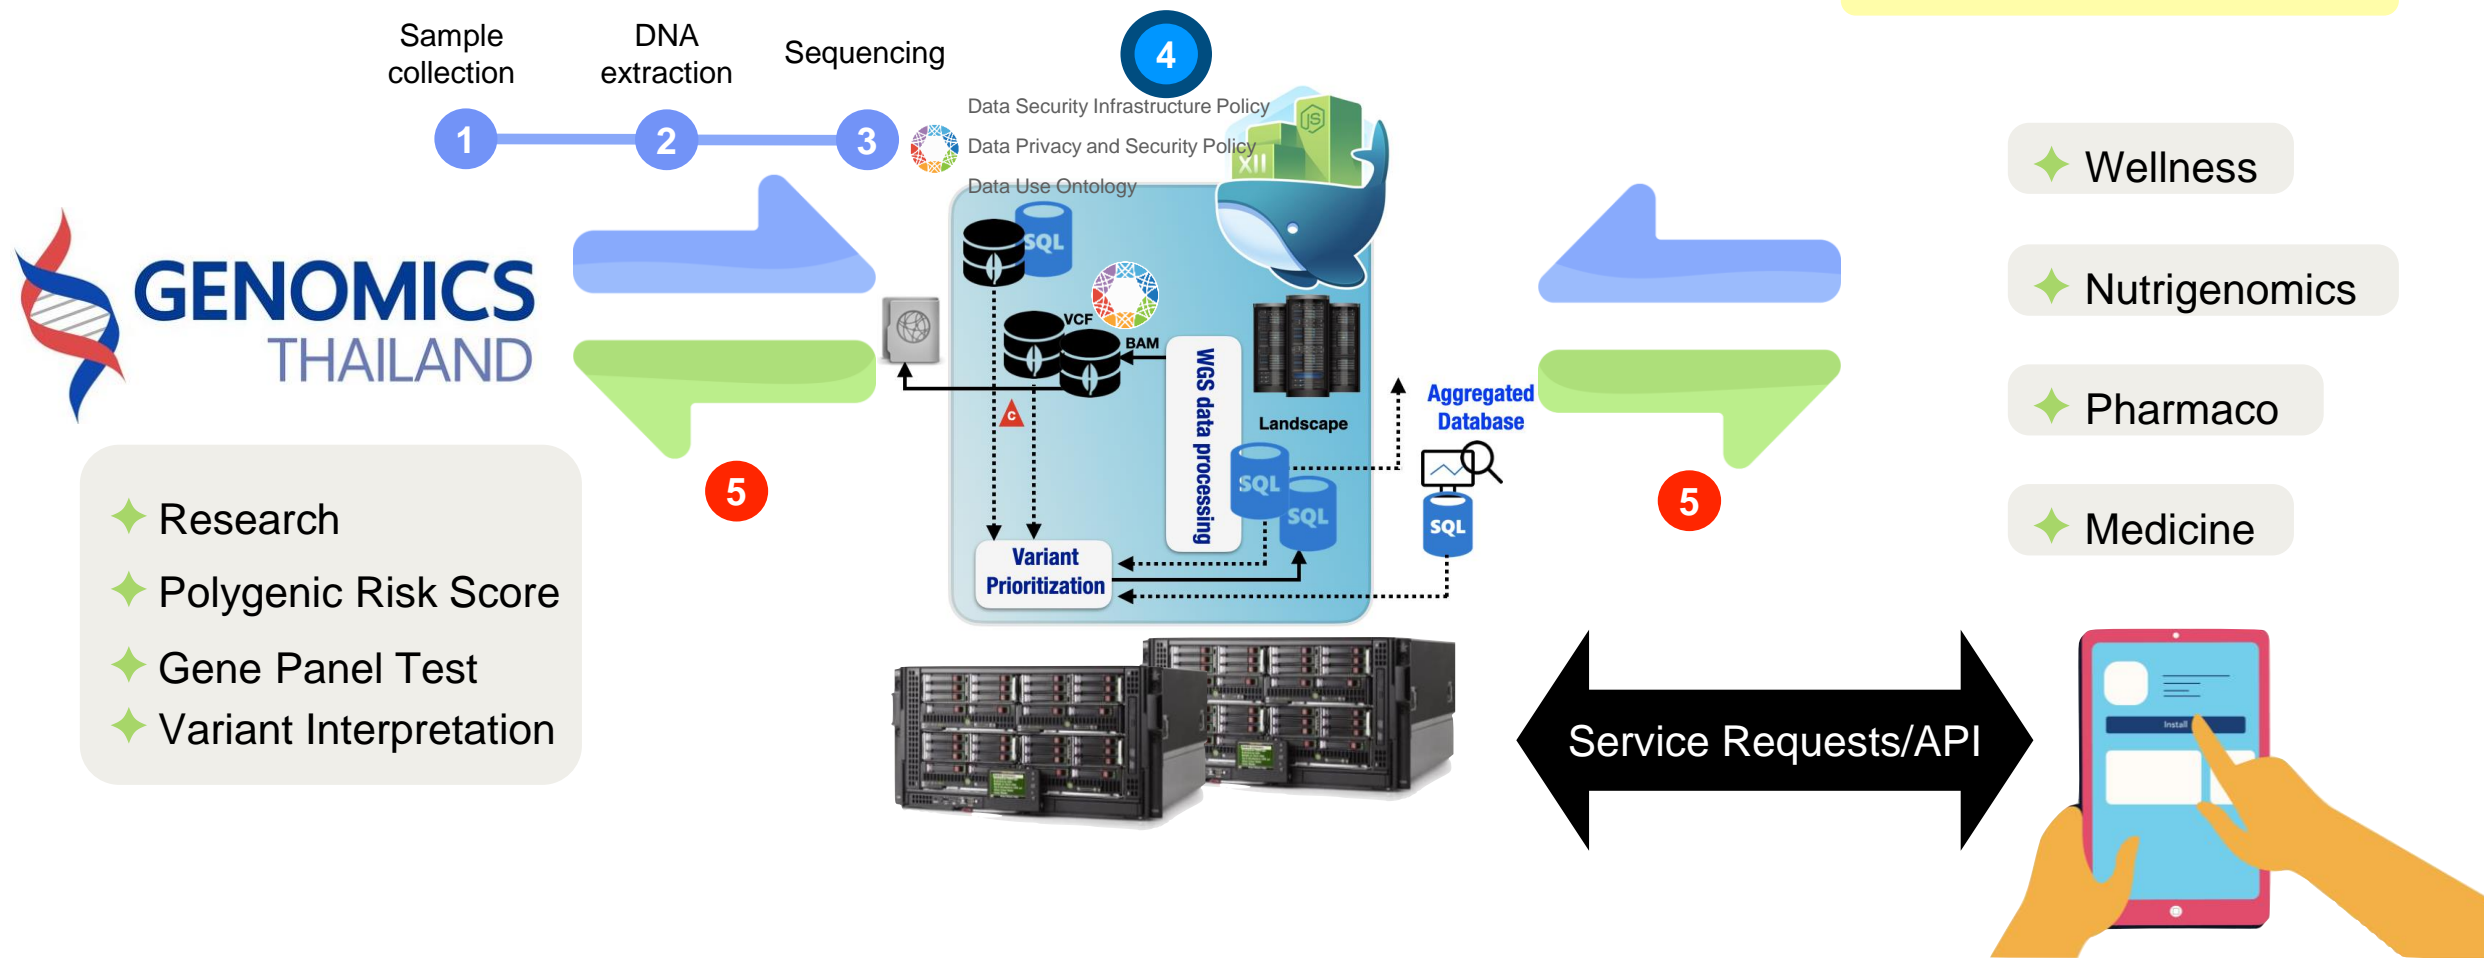 Sample
collection
DNA
extraction
Sequencing
4
1
2
3
Data Security Infrastructure Policy
Data Privacy and Security Policy
Data Use Ontology
JS
XII
GENOMICS
THAILAND
SQL
VCF
BAM
C
WGS data processing
Landscape
Aggregated
Database
SQL
SQL
SQL
Variant
Prioritization
5
5
Research
Polygenic Risk Score
Gene Panel Test
Variant Interpretation
Wellness
Nutrigenomics
Pharmaco
Medicine
Service Requests/API
Install